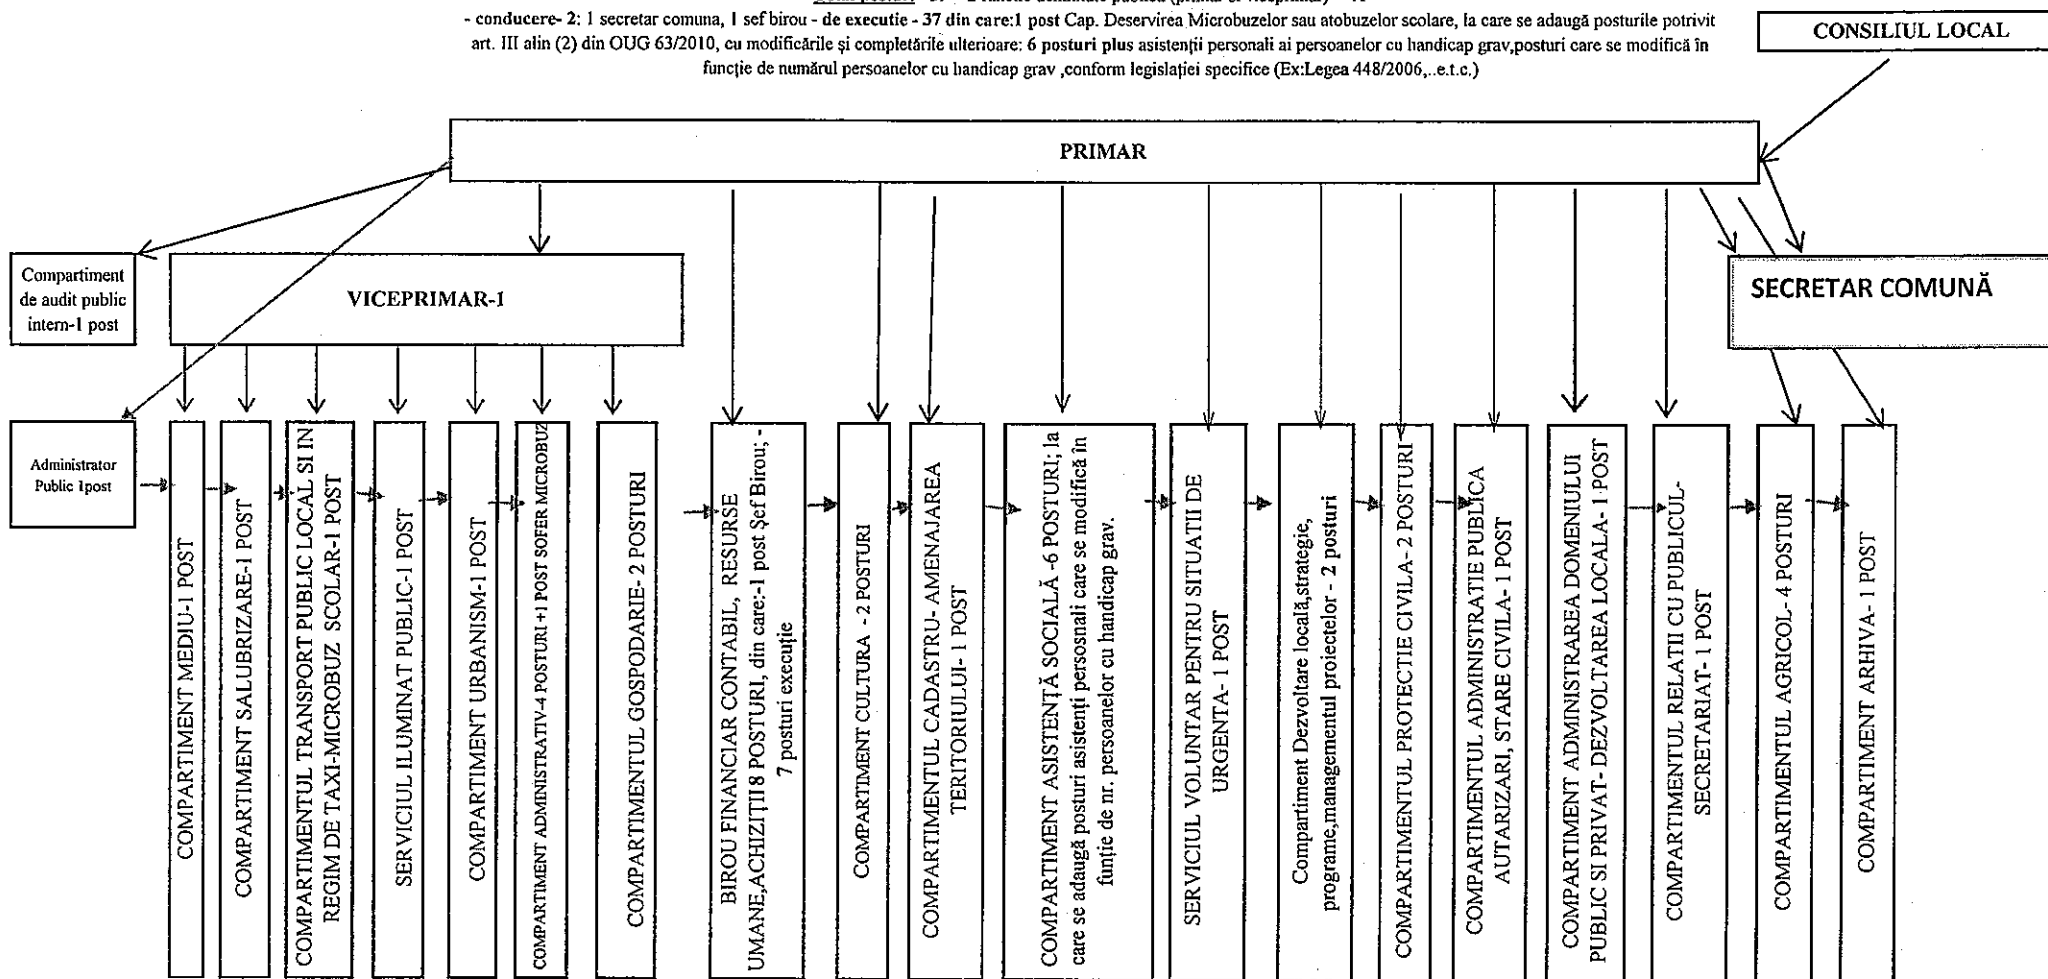 - conducere- 2: 1 secretar comuna, 1 sef birou - de executie - 37 din care:1 post Cap. Deservirea Microbuzelor sau atobuzelor scolare, la care se adaugă posturile potrivit
art. III alin (2) din OUG 63/2010, cu modificările și completările ulterioare: 6 posturi plus asistenții personali ai persoanelor cu handicap grav,posturi care se modifică în
funcție de numărul persoanelor cu handicap grav ,conform legislației specifice (Ex:Legea 448/2006,..e.t.c.)
CONSILIUL LOCAL
PRIMAR
Compartiment
de audit public
intern-1 post
VICEPRIMAR-1
SECRETAR COMUNĂ
Administrator
Public 1post
COMPARTIMENT MEDIU-1 POST
COMPARTIMENT SALUBRIZARE-1 POST
COMPARTIMENTUL TRANSPORT PUBLIC LOCAL SI IN
REGIM DE TAXI-MICROBUZ SCOLAR-1 POST
SERVICIUL ILUMINAT PUBLIC-1 POST
COMPARTIMENT URBANISM-1 POST
COMPARTIMENT ADMINISTRATIV-4 POSTURI +1 POST SOFER MICROBUZ
COMPARTIMENTUL GOSPODARIE- 2 POSTURI
BIROU FINANCIAR CONTABIL, RESURSE
UMANE,ACHIZIȚII 8 POSTURI, din care:-1 post Șef Birou; -
7 posturi execuție
COMPARTIMENT CULTURA - 2 POSTURI
COMPARTIMENTUL CADASTRU- AMENAJAREA
TERITORIULUI- 1 POST
COMPARTIMENT ASISTENȚĂ SOCIALĂ -6 POSTURI; la
care se adaugă posturi asistenți persosnali care se modifică în
funție de nr. persoanelor cu handicap grav.
SERVICIUL VOLUNTAR PENTRU SITUATII DE
URGENTA- 1 POST
Compartiment Dezvoltare locală,strategie,
programe,managementul proiectelor - 2 posturi
COMPARTIMENTUL PROTECTIE CIVILA- 2 POSTURI
COMPARTIMENTUL ADMINISTRATIE PUBLICA
AUTARIZARI, STARE CIVILA- 1 POST
COMPARTIMENT ADMINISTRAREA DOMENIULUI
PUBLIC SI PRIVAT- DEZVOLTAREA LOCALA- 1 POST
COMPARTIMENTUL RELATII CU PUBLICUL-
SECRETARIAT- 1 POST
COMPARTIMENTUL AGRICOL- 4 POSTURI
COMPARTIMENT ARHIVA- 1 POST